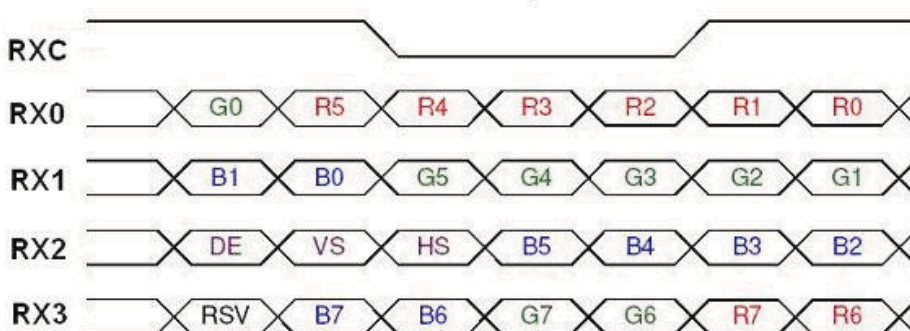 RXC
RX0 G0 R5 R4 R3 R2 R1 R0
RX1 B1 B0 G5 G4 G3 G2 G1
RX2 DE VS HS B5 B4 B3 B2
RX3 RSV B7 B6 G7 G6 R7 R6